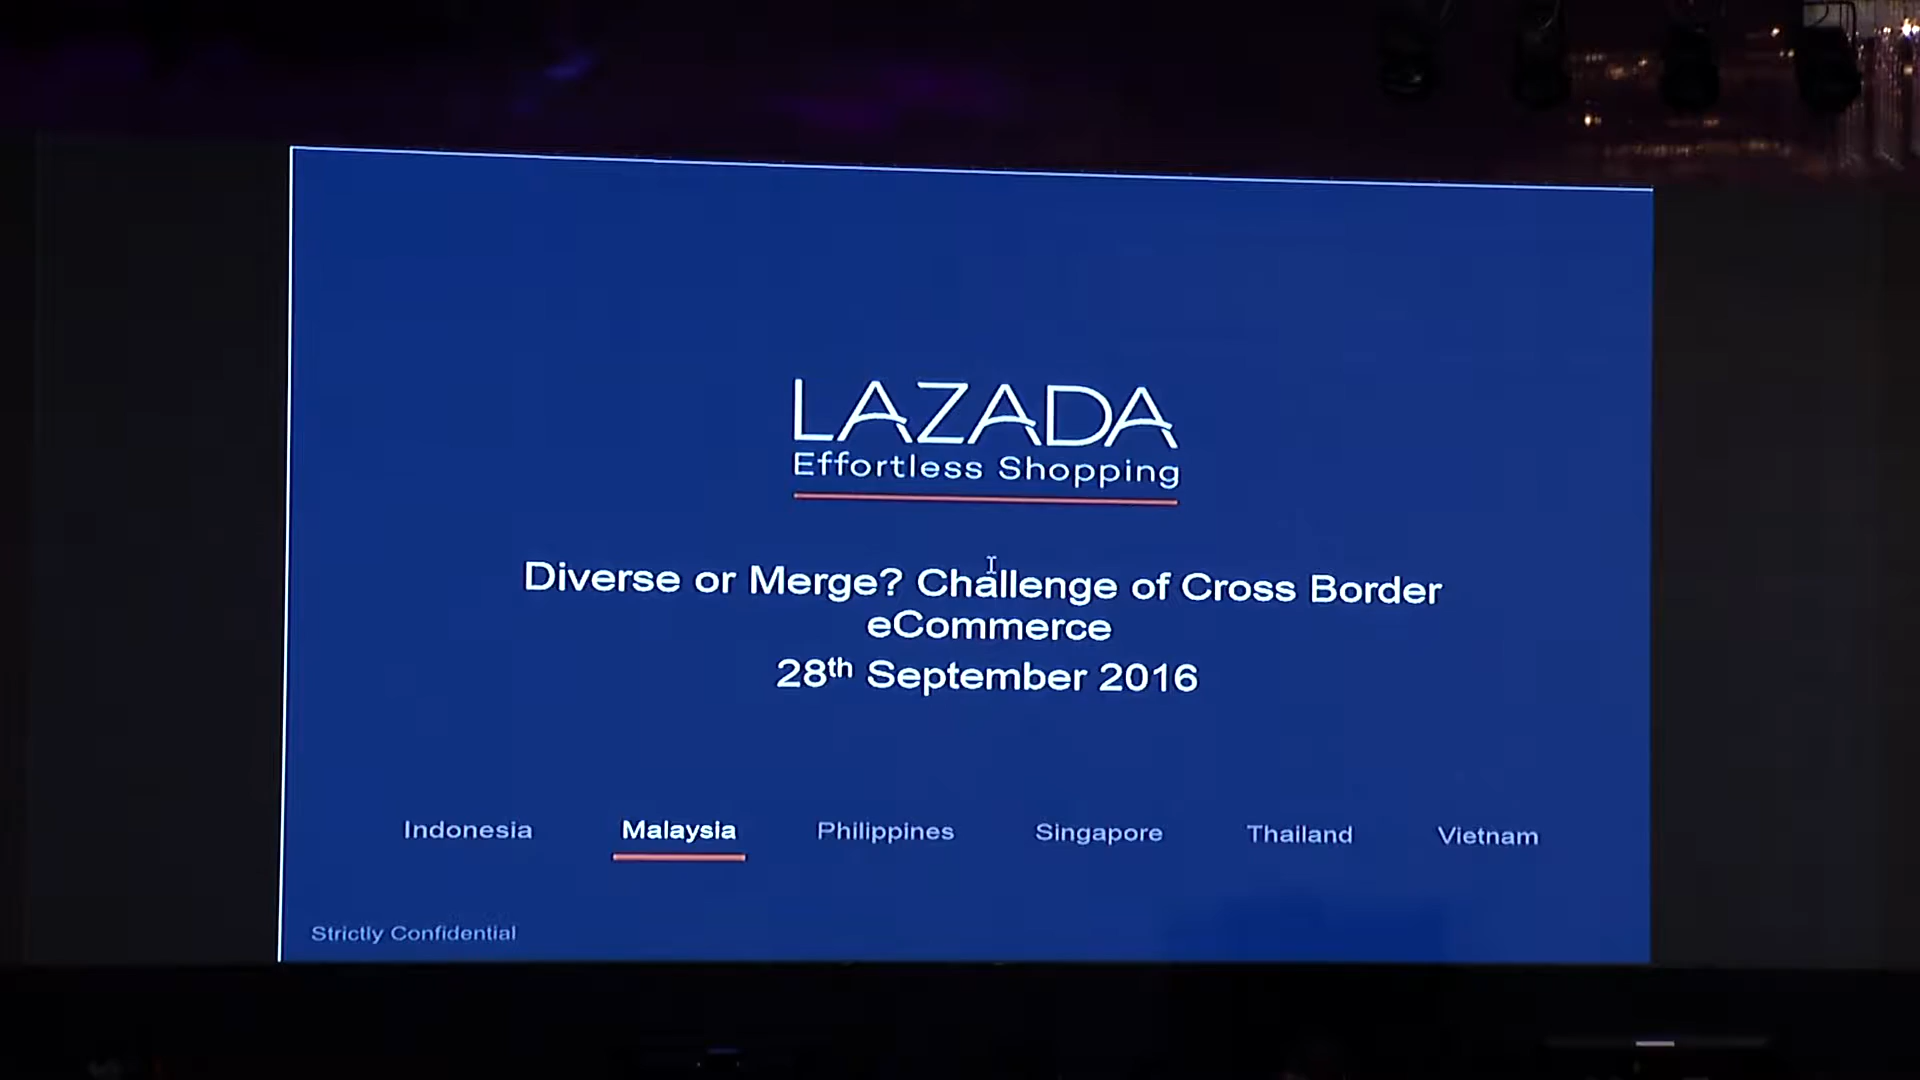 LAZADA
Effortless Shopping
Diverse or Merge? Challenge of Cross Border
eCommerce
28th September 2016
Indonesia Malaysia Philippines Singapore Thailand Vietnam
Strictly Confidential